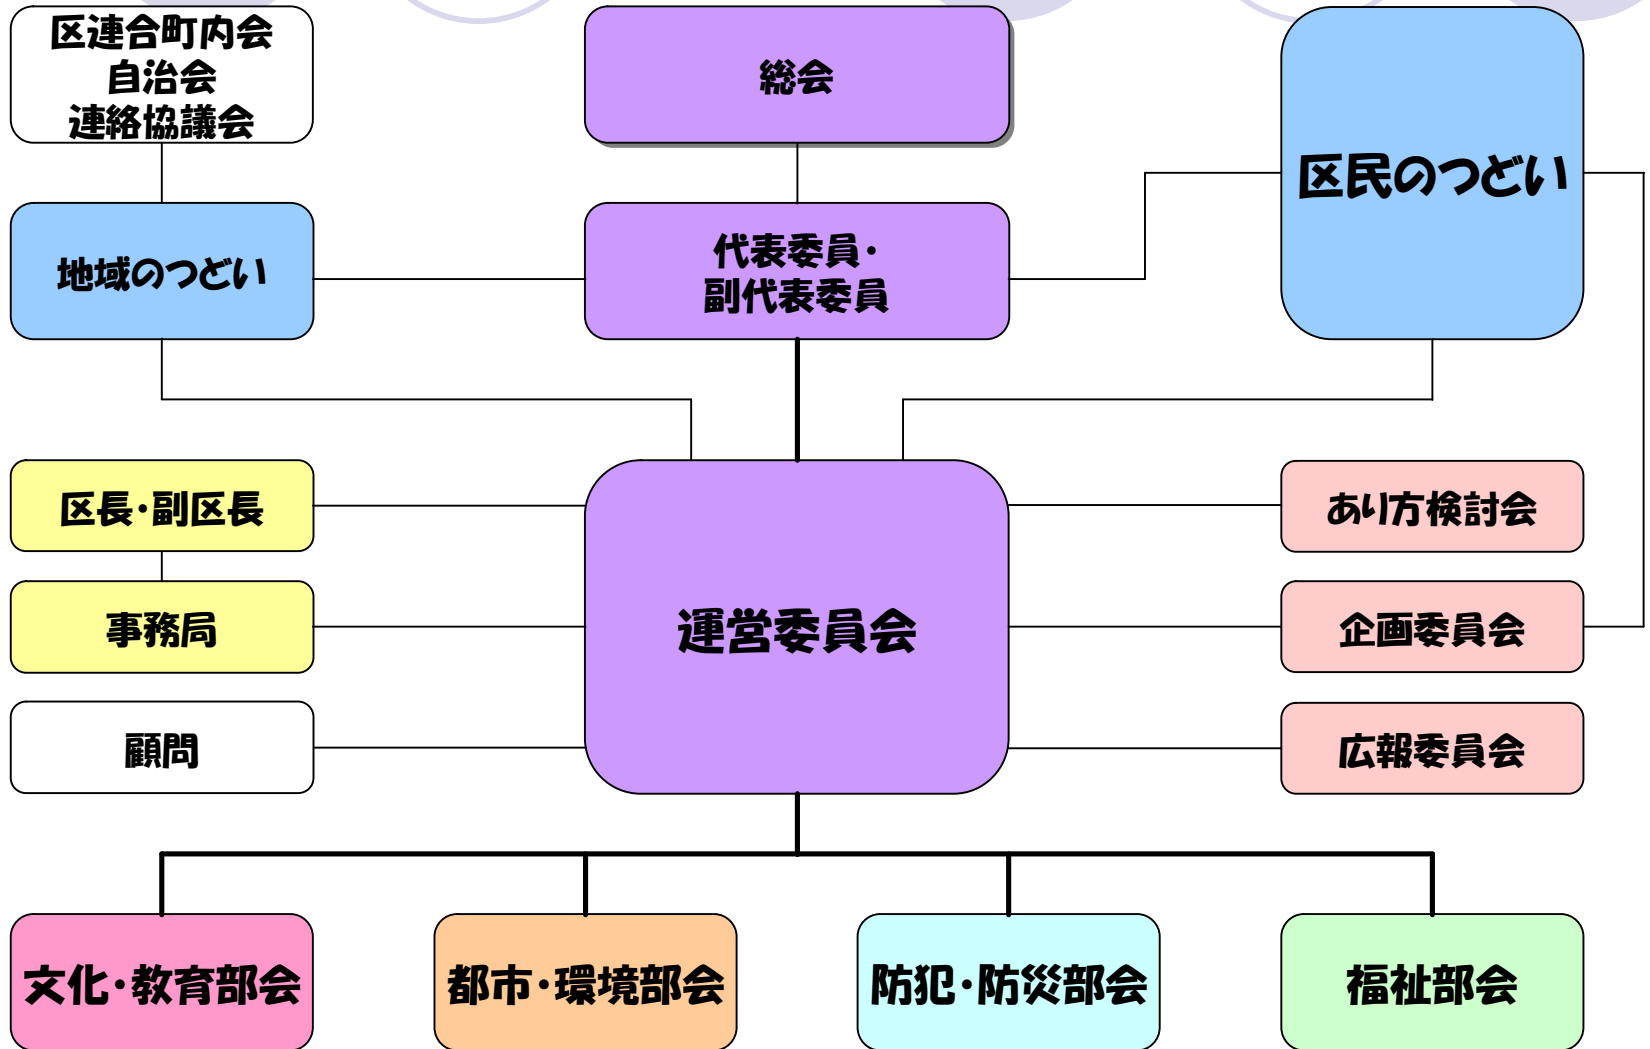 区連合町内会
自治会
連絡協議会
総会
区民のつどい
地域のつどい
代表委員・
副代表委員
区長・副区長
運営委員会
あり方検討会
事務局
企画委員会
顧問
広報委員会
文化・教育部会
都市・環境部会
防犯・防災部会
福祉部会